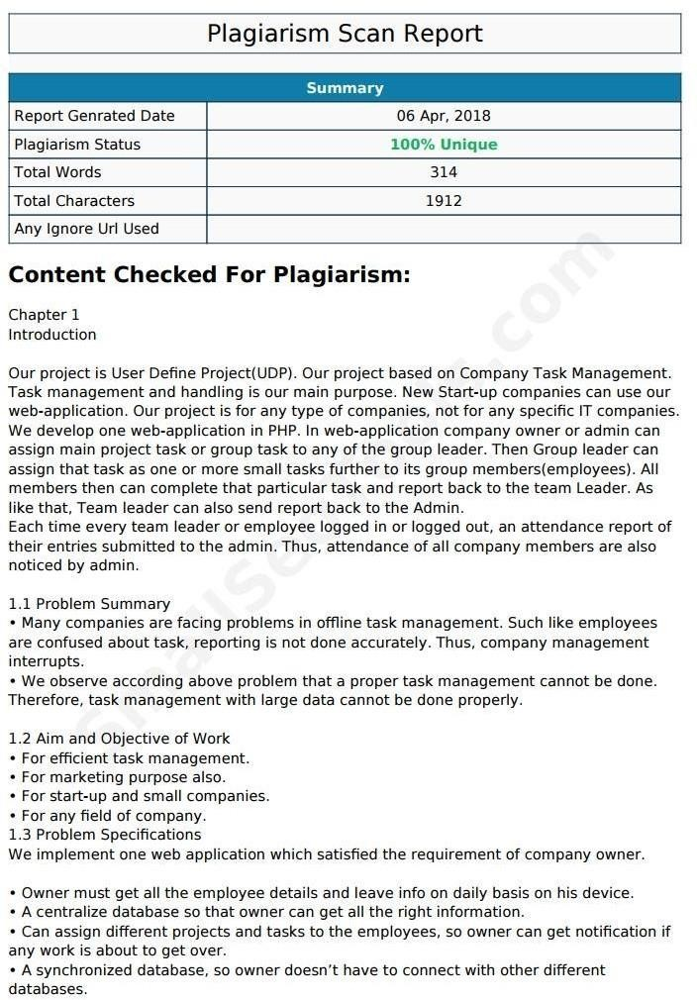 Plagiarism Scan Report
Summary
Report Genrated Date 06 Apr, 2018
Plagiarism Status 100% Unique
Total Words 314
Total Characters 1912
Any Ignore Url Used
Content Checked For Plagiarism:
Chapter 1
Introduction
Our project is User Define Project(UDP). Our project based on Company Task Management.
Task management and handling is our main purpose. New Start-up companies can use our
web-application. Our project is for any type of companies, not for any specific IT companies.
We develop one web-application in PHP. In web-application company owner or admin can
assign main project task or group task to any of the group leader. Then Group leader can
assign that task as one or more small tasks further to its group members(employees). All
members then can complete that particular task and report back to the team Leader. As
like that, Team leader can also send report back to the Admin.
Each time every team leader or employee logged in or logged out, an attendance report of
their entries submitted to the admin. Thus, attendance of all company members are also
noticed by admin.
1.1 Problem Summary
• Many companies are facing problems in offline task management. Such like employees
are confused about task, reporting is not done accurately. Thus, company management
interrupts.
• We observe according above problem that a proper task management cannot be done.
Therefore, task management with large data cannot be done properly.
1.2 Aim and Objective of Work
• For efficient task management.
• For marketing purpose also.
• For start-up and small companies.
• For any field of company.
1.3 Problem Specifications
We implement one web application which satisfied the requirement of company owner.
• Owner must get all the employee details and leave info on daily basis on his device.
• A centralize database so that owner can get all the right information.
• Can assign different projects and tasks to the employees, so owner can get notification if
any work is about to get over.
• A synchronized database, so owner doesn’t have to connect with other different
databases.